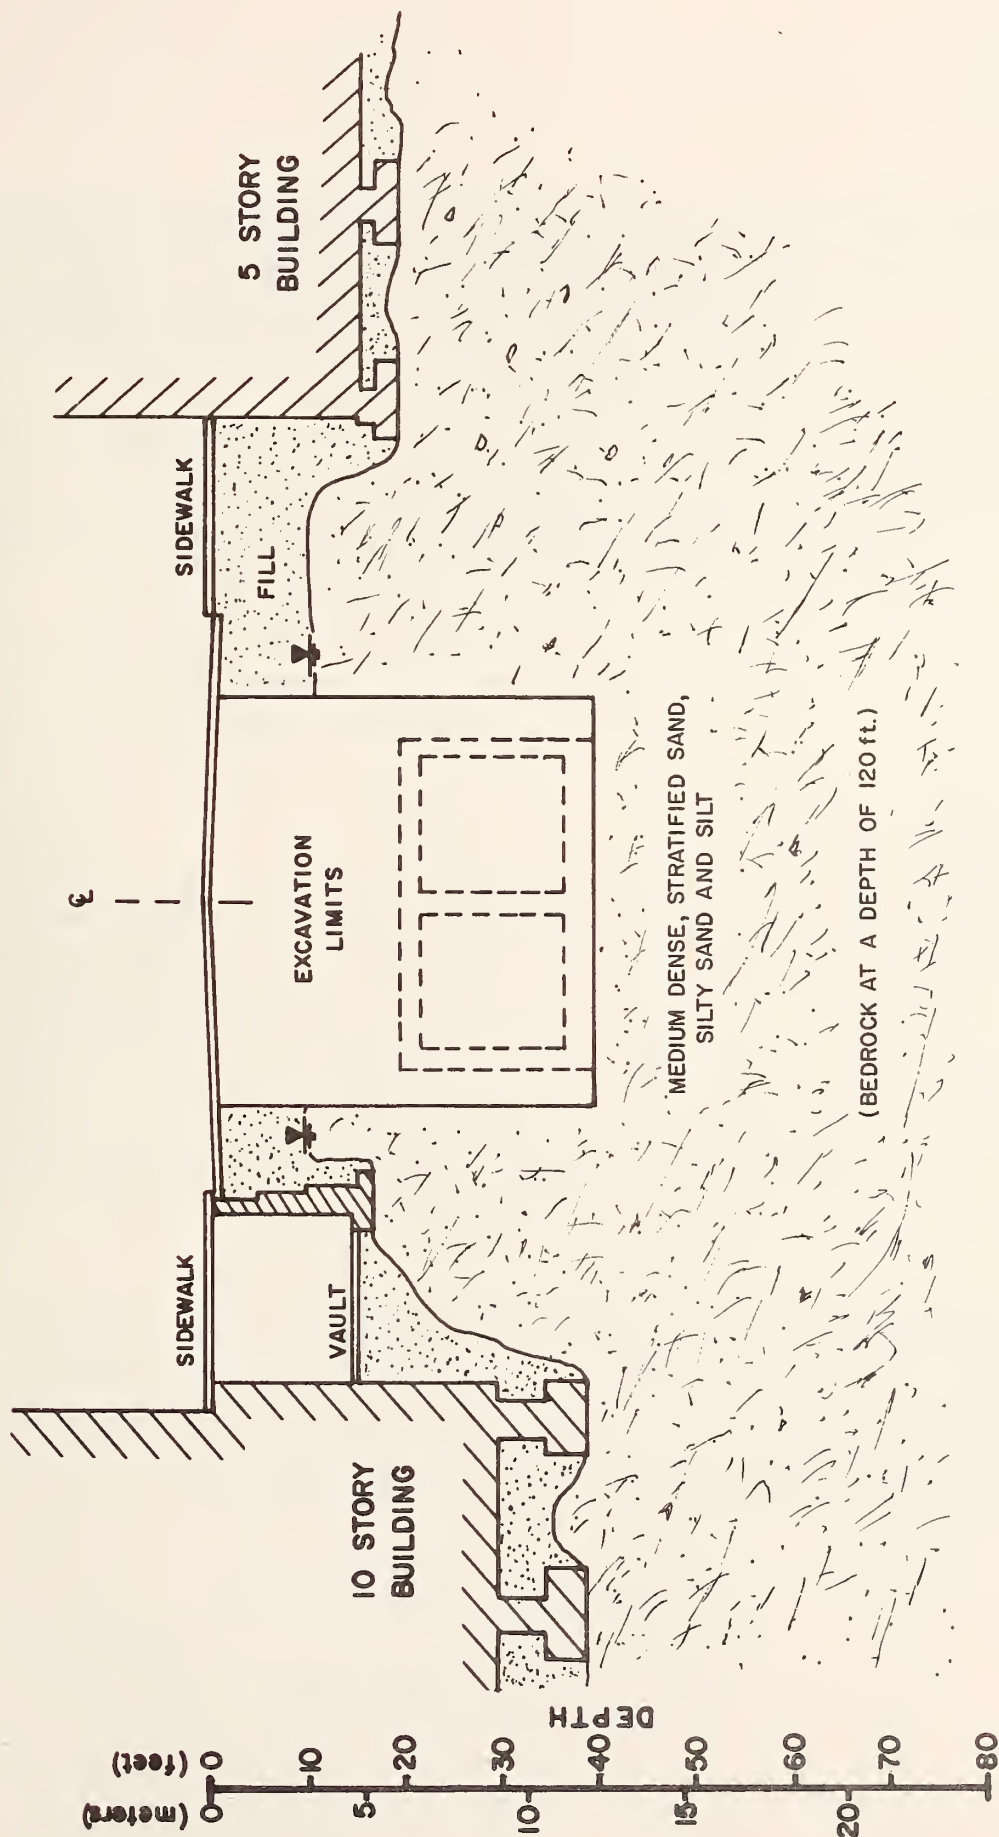 ℄
SIDEWALK
SIDEWALK
5 STORY
BUILDING
VAULT
FILL
EXCAVATION
LIMITS
10 STORY
BUILDING
MEDIUM DENSE, STRATIFIED SAND,
SILTY SAND AND SILT
(BEDROCK AT A DEPTH OF 120 ft.)
DEPTH
(meters)
0
5
10
15
20
(feet)
0
10
20
30
40
50
60
70
80